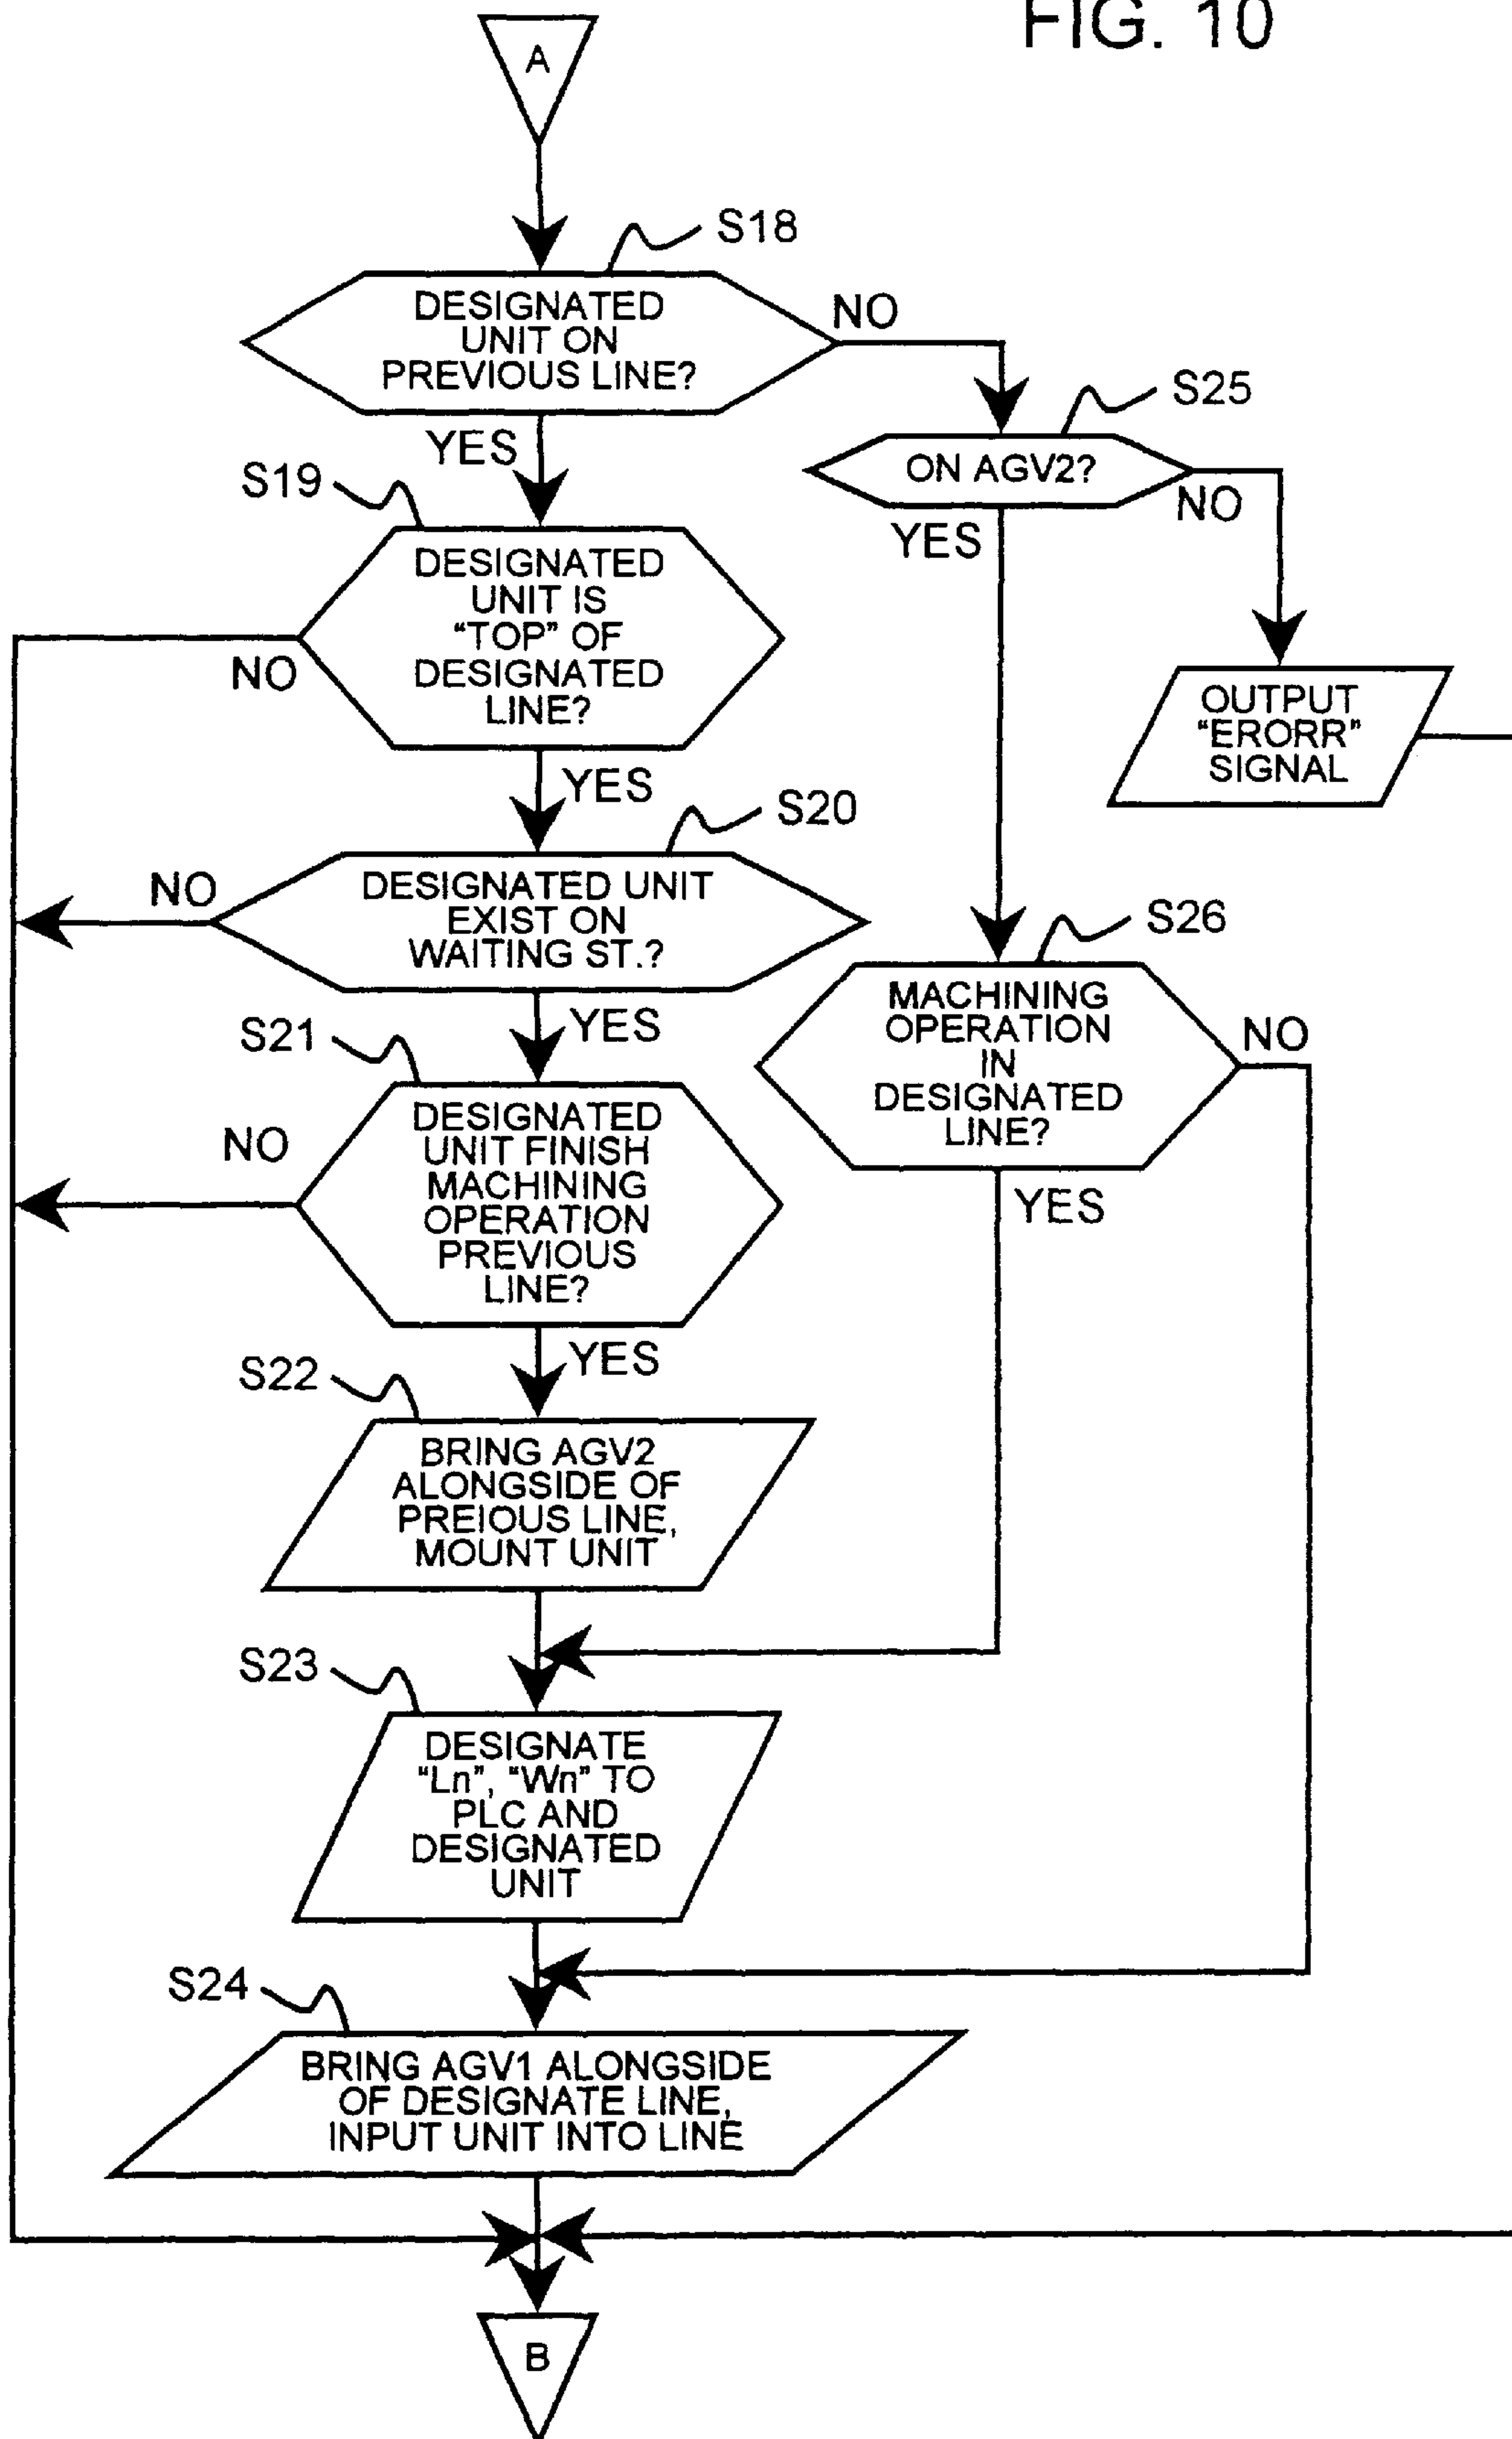 FIG. 10
A
S18
DESIGNATED
UNIT ON
PREVIOUS LINE?
NO
YES
S25
ON AGV2?
NO
YES
S19
DESIGNATED
UNIT IS
“TOP” OF
DESIGNATED
LINE?
NO
YES
OUTPUT
“ERORR”
SIGNAL
S20
DESIGNATED UNIT
EXIST ON
WAITING ST.?
NO
YES
S26
MACHINING
OPERATION
IN
DESIGNATED
LINE?
NO
YES
S21
DESIGNATED
UNIT FINISH
MACHINING
OPERATION
PREVIOUS
LINE?
NO
YES
S22
BRING AGV2
ALONGSIDE OF
PREIOUS LINE,
MOUNT UNIT
S23
DESIGNATE
“Ln”, “Wn” TO
PLC AND
DESIGNATED
UNIT
S24
BRING AGV1 ALONGSIDE
OF DESIGNATE LINE,
INPUT UNIT INTO LINE
B